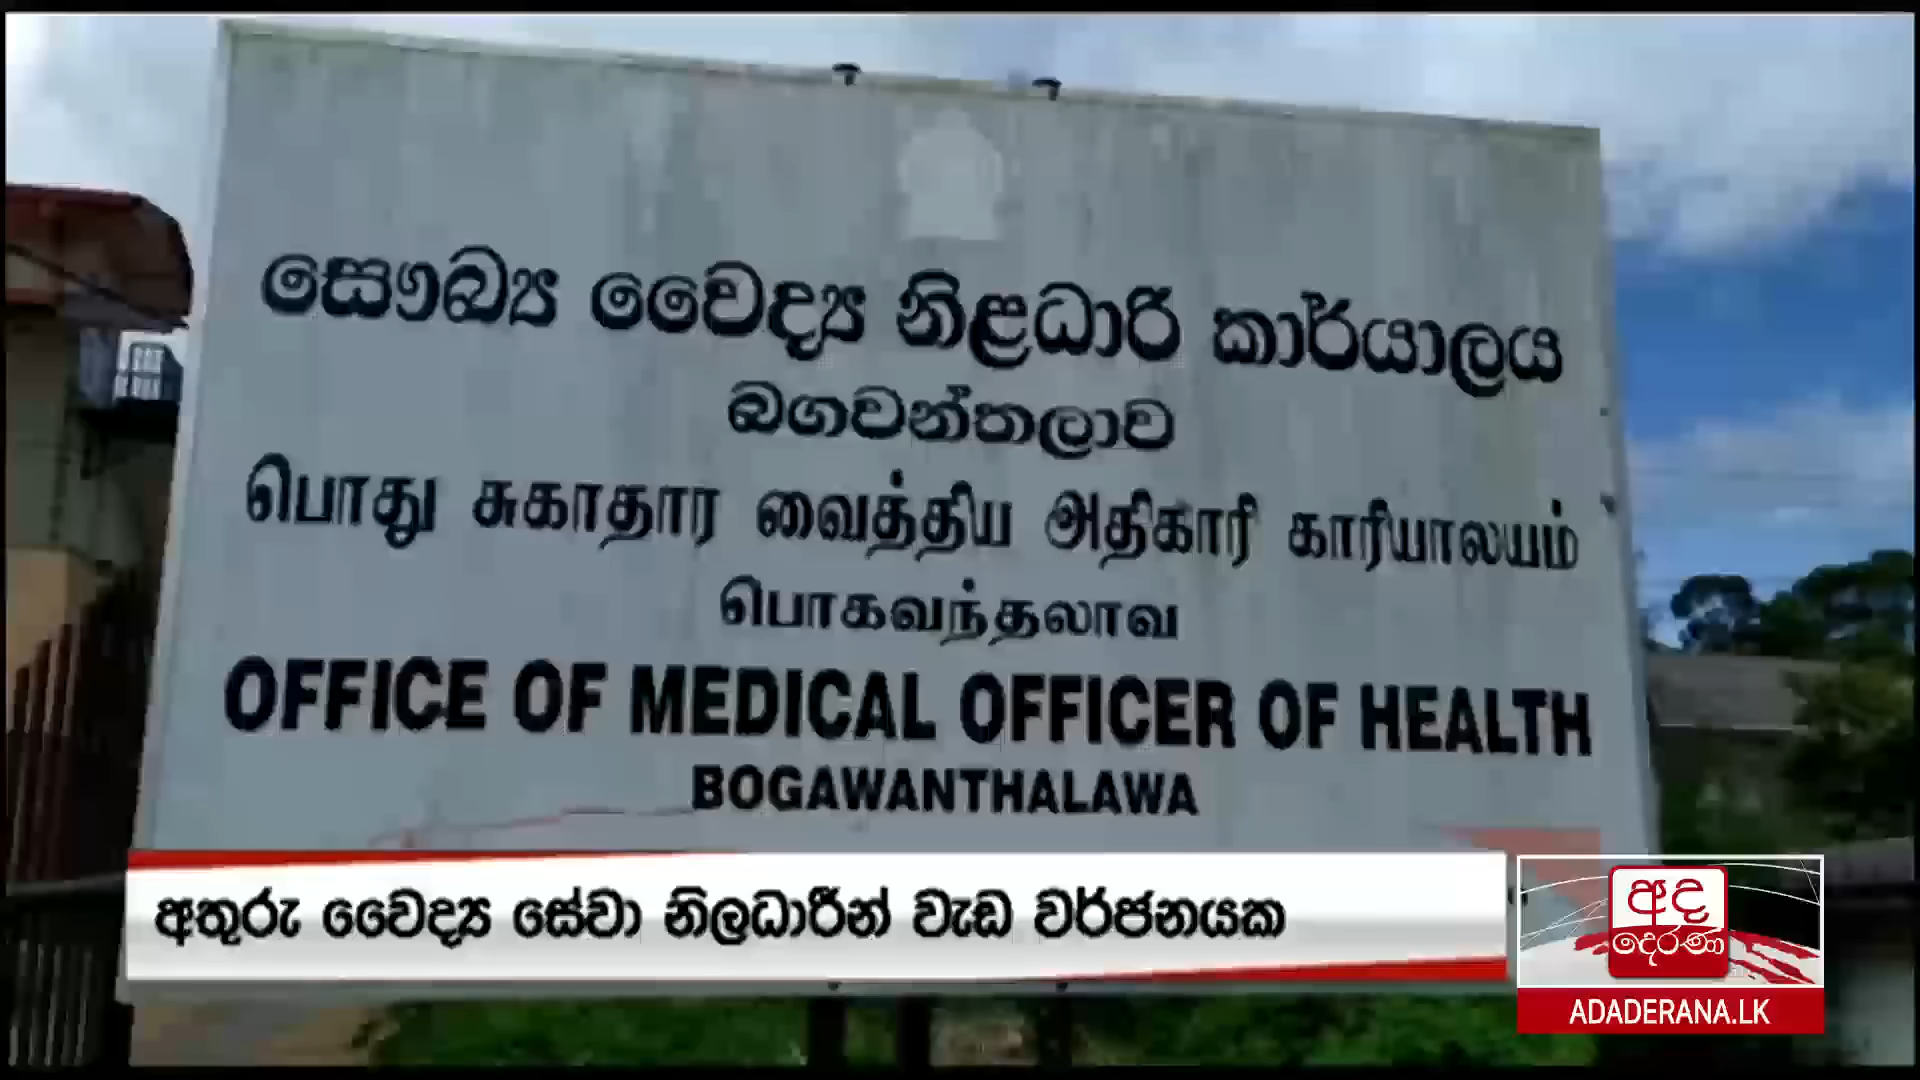 සෞඛ්‍ය වෛද්‍ය නිළධාරී කාර්යාලය
බගවන්තලාව
பொது சுகாதார வைத்திய அதிகாரி காரியாலயம்
பொகவந்தலாவ
OFFICE OF MEDICAL OFFICER OF HEALTH
BOGAWANTHALAWA
අතුරු වෛද්‍ය සේවා නිලධාරීන් වැඩ වර්ජනයක
අද
දෙරණ
ADADERANA.LK